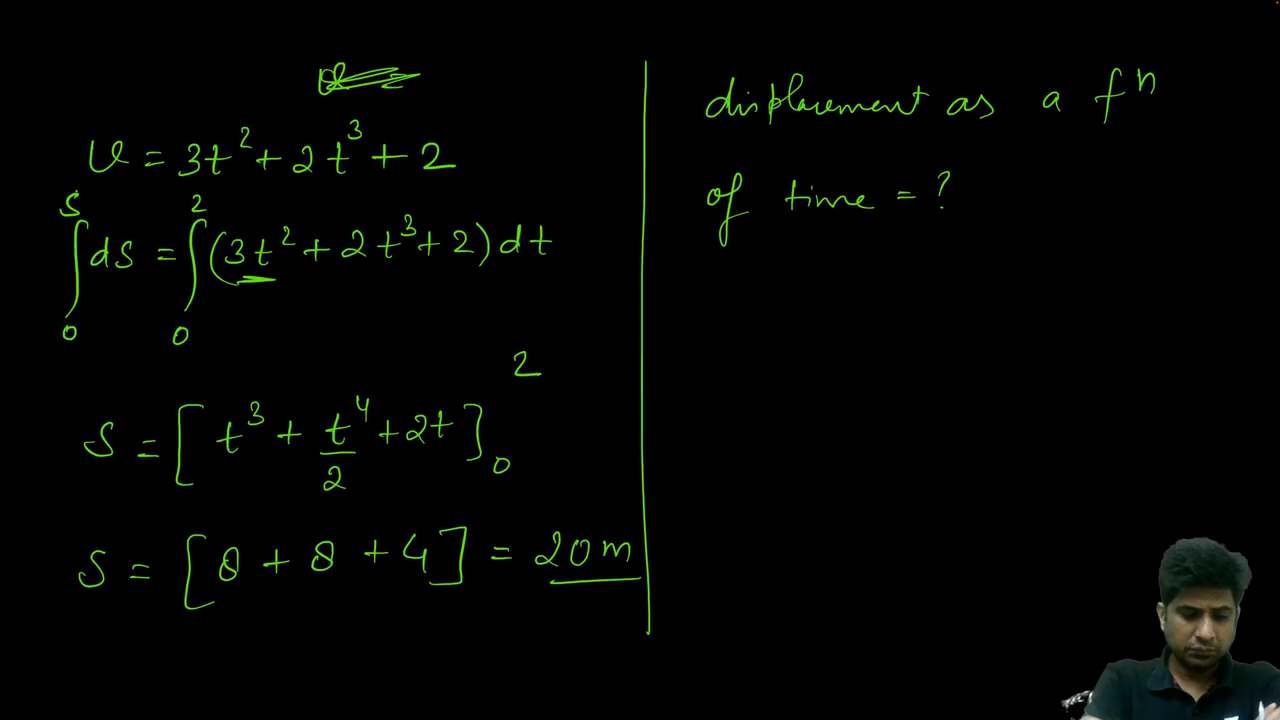 v = 3t² + 2t³ + 2
∫₀ˢ ds = ∫₀² (3t² + 2t³ + 2) dt
s = [t³ + t⁴/2 + 2t]₀²
s = [8 + 8 + 4] = 20m
displacement as a fⁿ
of time = ?